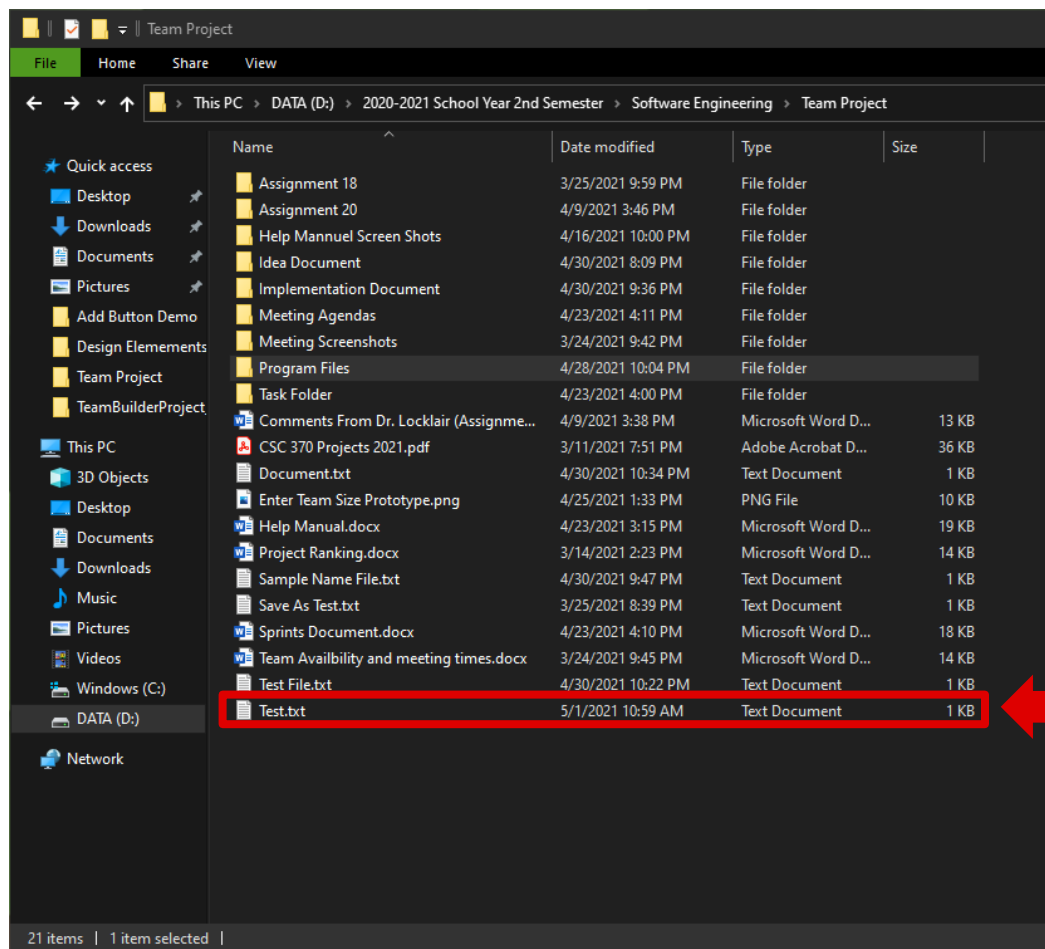 Team Project
File Home Share View
This PC > DATA (D:) > 2020-2021 School Year 2nd Semester > Software Engineering > Team Project
Quick access
Desktop
Downloads
Documents
Pictures
Add Button Demo
Design Elemements
Team Project
TeamBuilderProject_
This PC
3D Objects
Desktop
Documents
Downloads
Music
Pictures
Videos
Windows (C:)
DATA (D:)
Network
Name Date modified Type Size
Assignment 18 3/25/2021 9:59 PM File folder
Assignment 20 4/9/2021 3:46 PM File folder
Help Mannuel Screen Shots 4/16/2021 10:00 PM File folder
Idea Document 4/30/2021 8:09 PM File folder
Implementation Document 4/30/2021 9:36 PM File folder
Meeting Agendas 4/23/2021 4:11 PM File folder
Meeting Screenshots 3/24/2021 9:42 PM File folder
Program Files 4/28/2021 10:04 PM File folder
Task Folder 4/23/2021 4:00 PM File folder
Comments From Dr. Locklair (Assignme... 4/9/2021 3:38 PM Microsoft Word D... 13 KB
CSC 370 Projects 2021.pdf 3/11/2021 7:51 PM Adobe Acrobat D... 36 KB
Document.txt 4/30/2021 10:34 PM Text Document 1 KB
Enter Team Size Prototype.png 4/25/2021 1:33 PM PNG File 10 KB
Help Manual.docx 4/23/2021 3:15 PM Microsoft Word D... 19 KB
Project Ranking.docx 3/14/2021 2:23 PM Microsoft Word D... 14 KB
Sample Name File.txt 4/30/2021 9:47 PM Text Document 1 KB
Save As Test.txt 3/25/2021 8:39 PM Text Document 1 KB
Sprints Document.docx 4/23/2021 4:10 PM Microsoft Word D... 18 KB
Team Availbility and meeting times.docx 3/24/2021 9:45 PM Microsoft Word D... 14 KB
Test File.txt 4/30/2021 10:22 PM Text Document 1 KB
Test.txt 5/1/2021 10:59 AM Text Document 1 KB
21 items | 1 item selected |